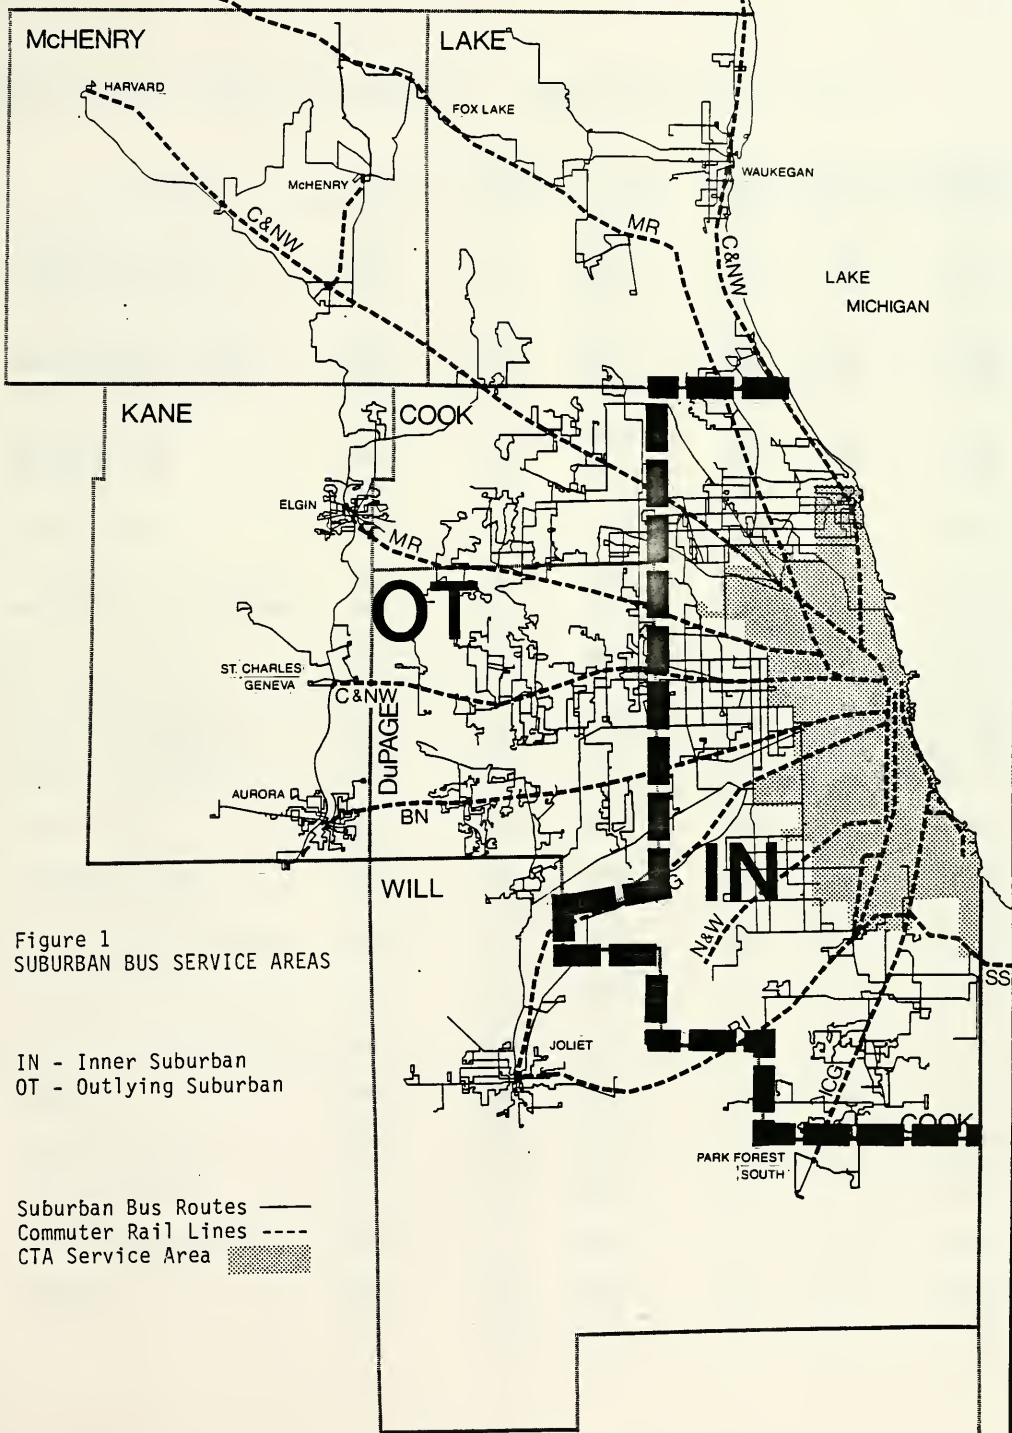 McHENRY
LAKE
HARVARD
FOX LAKE
McHENRY
WAUKEGAN
C&NW
MR
C&NW
LAKE
MICHIGAN
KANE
COOK
ELGIN
MR
OT
ST. CHARLES
GENEVA
C&NW
DuPAGE
AURORA
BN
WILL
IN
N&W
SS
Figure 1
SUBURBAN BUS SERVICE AREAS
IN - Inner Suburban
OT - Outlying Suburban
JOLIET
RI
ICG
COOK
PARK FOREST
SOUTH
Suburban Bus Routes
Commuter Rail Lines
CTA Service Area